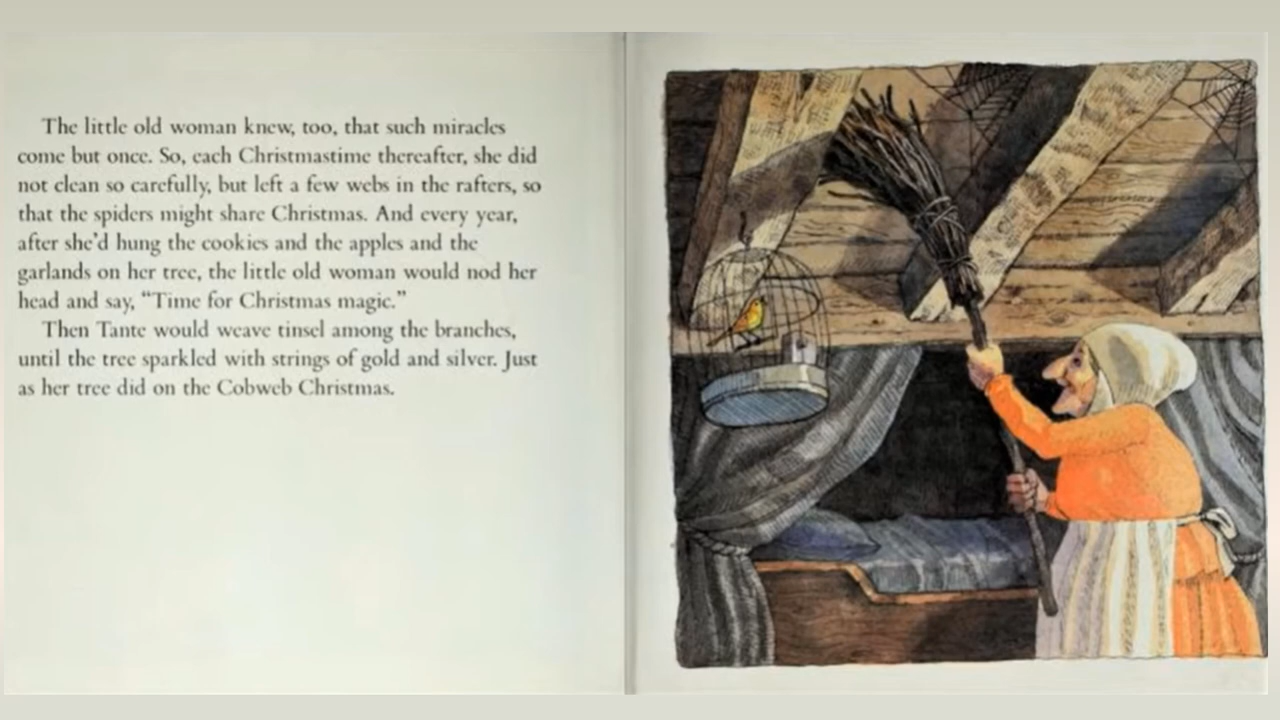 The little old woman knew, too, that such miracles
come but once. So, each Christmastime thereafter, she did
not clean so carefully, but left a few webs in the rafters, so
that the spiders might share Christmas. And every year,
after she’d hung the cookies and the apples and the
garlands on her tree, the little old woman would nod her
head and say, “Time for Christmas magic.”
Then Tante would weave tinsel among the branches,
until the tree sparkled with strings of gold and silver. Just
as her tree did on the Cobweb Christmas.